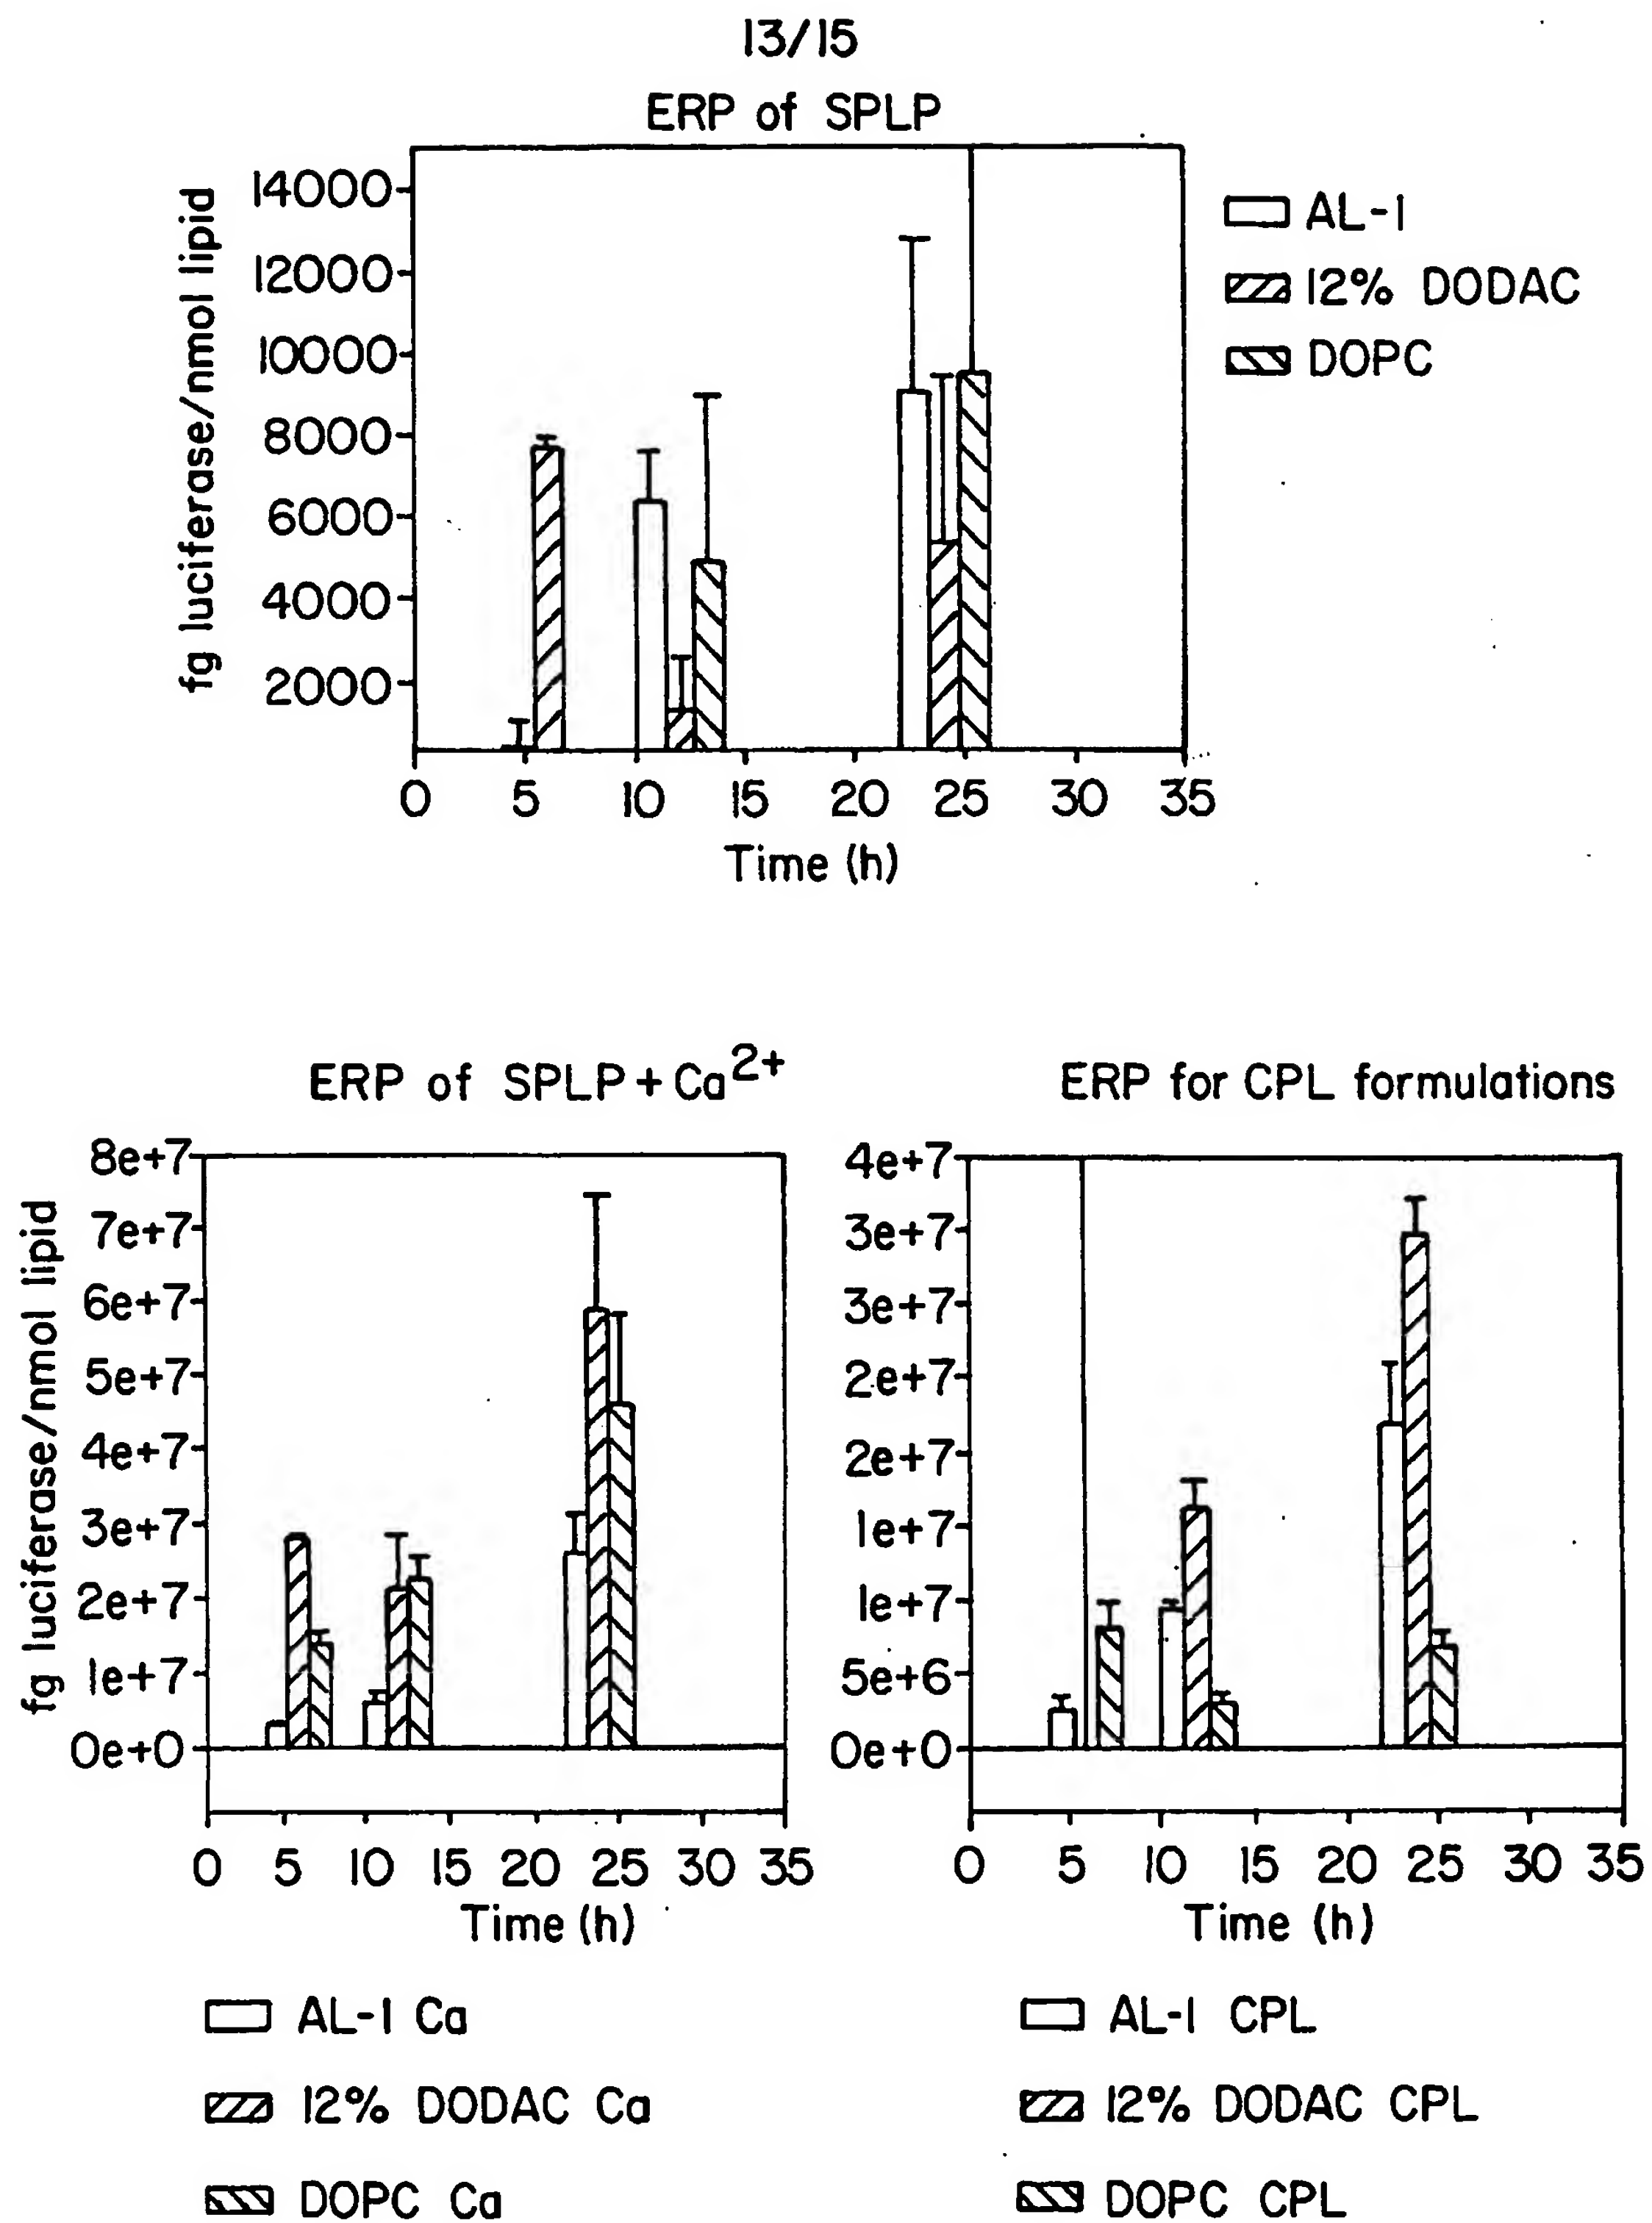 13/15
ERP of SPLP
fg luciferase/nmol lipid
14000
12000
10000
8000
6000
4000
2000
0 5 10 15 20 25 30 35
Time (h)
AL-1
12% DODAC
DOPC
ERP of SPLP + Ca2+
fg luciferase/nmol lipid
8e+7
7e+7
6e+7
5e+7
4e+7
3e+7
2e+7
1e+7
0e+0
0 5 10 15 20 25 30 35
Time (h)
AL-1 Ca
12% DODAC Ca
DOPC Ca
ERP for CPL formulations
4e+7
3e+7
3e+7
2e+7
2e+7
1e+7
1e+7
5e+6
0e+0
0 5 10 15 20 25 30 35
Time (h)
AL-1 CPL
12% DODAC CPL
DOPC CPL